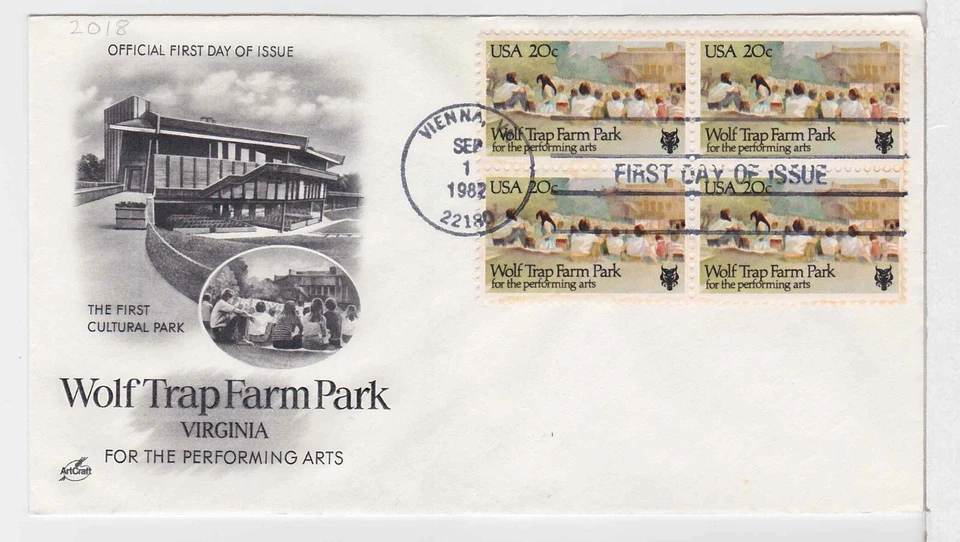 2018
OFFICIAL FIRST DAY OF ISSUE
THE FIRST
CULTURAL PARK
Wolf Trap Farm Park
VIRGINIA
FOR THE PERFORMING ARTS
ArtCraft
VIENNA,
SEP
1
1982
22180
FIRST DAY OF ISSUE
USA 20c
Wolf Trap Farm Park
for the performing arts
USA 20c
Wolf Trap Farm Park
for the performing arts
USA 20c
Wolf Trap Farm Park
for the performing arts
USA 20c
Wolf Trap Farm Park
for the performing arts